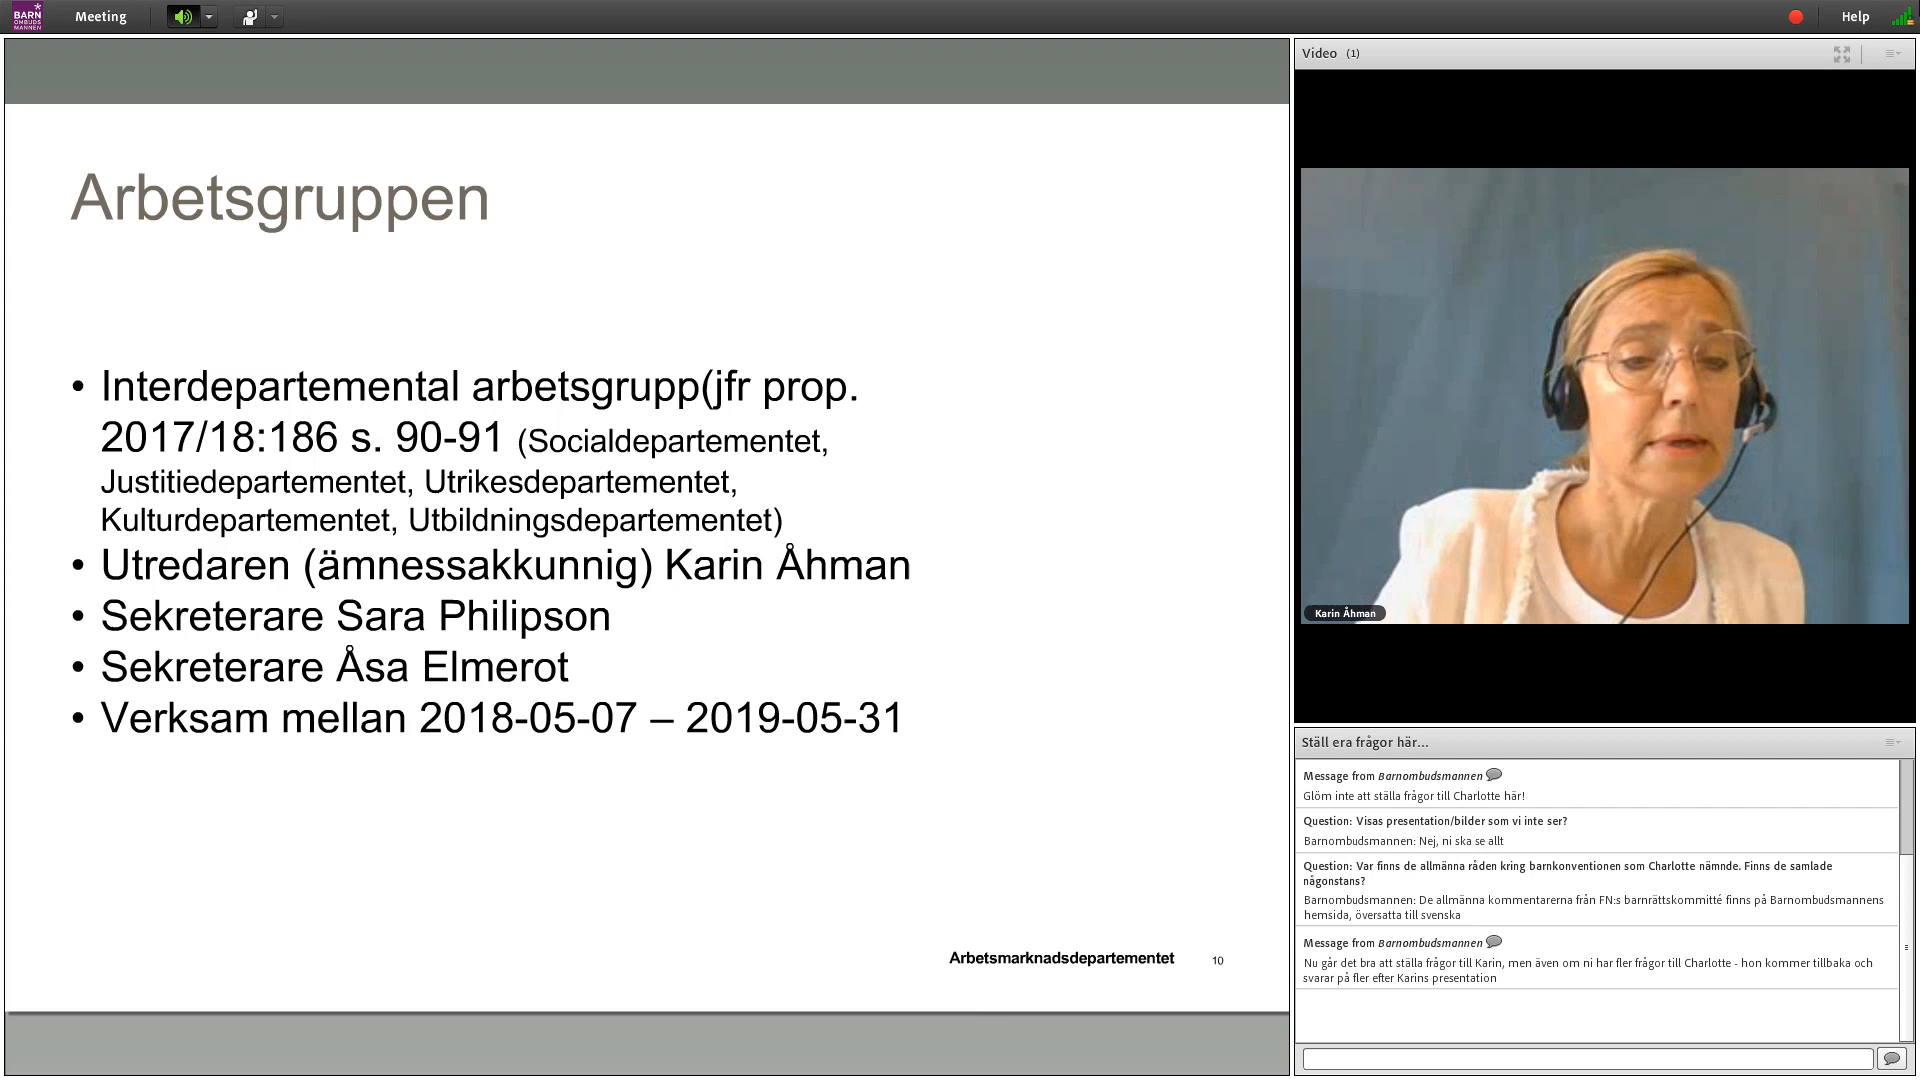 BARN
OMBUDS
MANNEN
Meeting
Help
Arbetsgruppen
• Interdepartemental arbetsgrupp(jfr prop.
2017/18:186 s. 90-91 (Socialdepartementet,
Justitiedepartementet, Utrikesdepartementet,
Kulturdepartementet, Utbildningsdepartementet)
• Utredaren (ämnessakkunnig) Karin Åhman
• Sekreterare Sara Philipson
• Sekreterare Åsa Elmerot
• Verksam mellan 2018-05-07 – 2019-05-31
Arbetsmarknadsdepartementet 10
Video (1)
Karin Åhman
Ställ era frågor här...
Message from Barnombudsmannen
Glöm inte att ställa frågor till Charlotte här!
Question: Visas presentation/bilder som vi inte ser?
Barnombudsmannen: Nej, ni ska se allt
Question: Var finns de allmänna råden kring barnkonventionen som Charlotte nämnde. Finns de samlade
någonstans?
Barnombudsmannen: De allmänna kommentarerna från FN:s barnrättskommitté finns på Barnombudsmannens
hemsida, översatta till svenska
Message from Barnombudsmannen
Nu går det bra att ställa frågor till Karin, men även om ni har fler frågor till Charlotte - hon kommer tillbaka och
svarar på fler efter Karins presentation